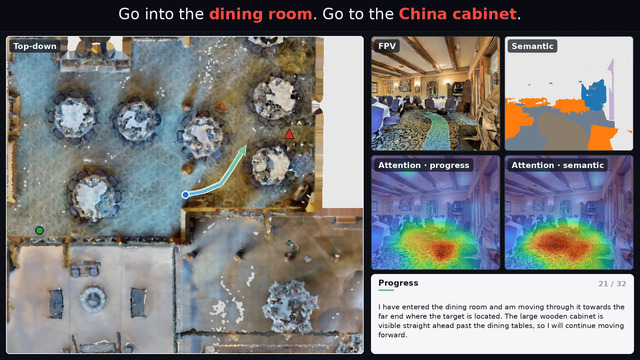 Go into the dining room. Go to the China cabinet.
Top-down
FPV
Semantic
Attention · progress
Attention · semantic
Progress
21 / 32
I have entered the dining room and am moving through it towards the
far end where the target is located. The large wooden cabinet is
visible straight ahead past the dining tables, so I will continue moving
forward.